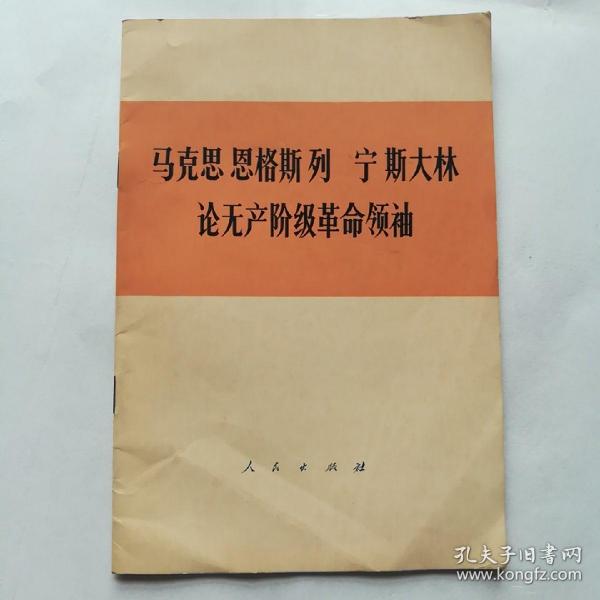 马克思 恩格斯 列 宁 斯大林
论无产阶级革命领袖
人民出版社
孔夫子旧书网
www.kongfz.com